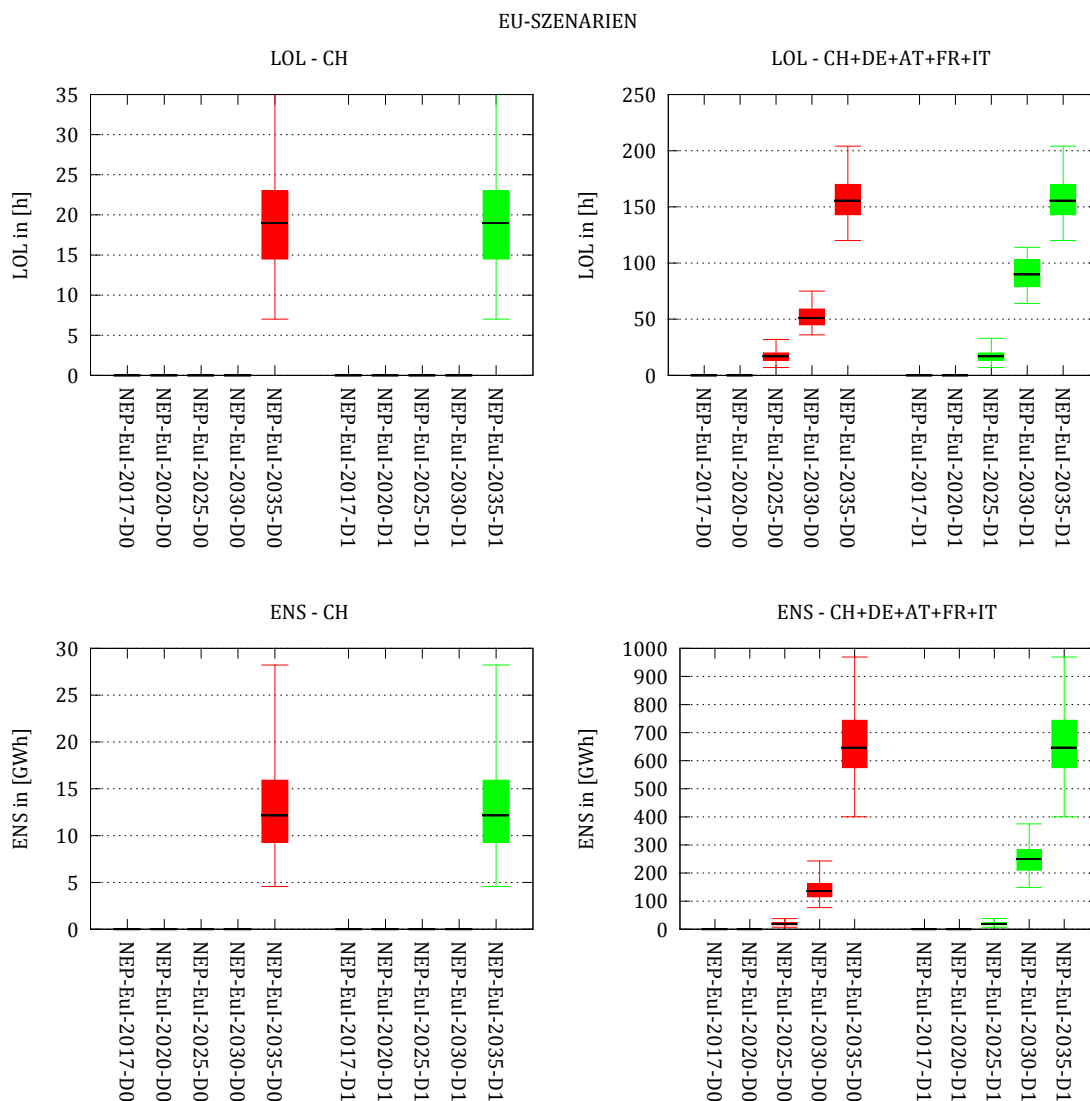 EU-SZENARIEN
LOL - CH
LOL in [h]
35
30
25
20
15
10
5
0
NEP-EuI-2017-D0
NEP-EuI-2020-D0
NEP-EuI-2025-D0
NEP-EuI-2030-D0
NEP-EuI-2035-D0
NEP-EuI-2017-D1
NEP-EuI-2020-D1
NEP-EuI-2025-D1
NEP-EuI-2030-D1
NEP-EuI-2035-D1
LOL - CH+DE+AT+FR+IT
LOL in [h]
250
200
150
100
50
0
NEP-EuI-2017-D0
NEP-EuI-2020-D0
NEP-EuI-2025-D0
NEP-EuI-2030-D0
NEP-EuI-2035-D0
NEP-EuI-2017-D1
NEP-EuI-2020-D1
NEP-EuI-2025-D1
NEP-EuI-2030-D1
NEP-EuI-2035-D1
ENS - CH
ENS in [GWh]
30
25
20
15
10
5
0
NEP-EuI-2017-D0
NEP-EuI-2020-D0
NEP-EuI-2025-D0
NEP-EuI-2030-D0
NEP-EuI-2035-D0
NEP-EuI-2017-D1
NEP-EuI-2020-D1
NEP-EuI-2025-D1
NEP-EuI-2030-D1
NEP-EuI-2035-D1
ENS - CH+DE+AT+FR+IT
ENS in [GWh]
1000
900
800
700
600
500
400
300
200
100
0
NEP-EuI-2017-D0
NEP-EuI-2020-D0
NEP-EuI-2025-D0
NEP-EuI-2030-D0
NEP-EuI-2035-D0
NEP-EuI-2017-D1
NEP-EuI-2020-D1
NEP-EuI-2025-D1
NEP-EuI-2030-D1
NEP-EuI-2035-D1